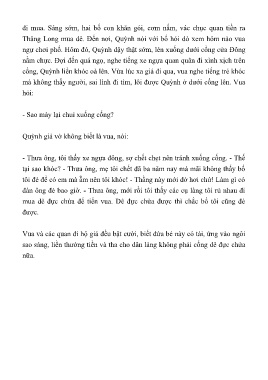 đi mua. Sáng sớm, hai bố con khăn gói, cơm nắm, vác chục quan tiền ra
Thăng Long mua dê. Đến nơi, Quỳnh nói với bố hỏi dò xem hôm nào vua
ngự chơi phố. Hôm đó, Quỳnh dậy thật sớm, lẻn xuống dưới cống cửa Đông
nằm chực. Đợi đến quá ngọ, nghe tiếng xe ngựa quan quân đi xình xịch trên
cống, Quỳnh liền khóc oà lên. Vừa lúc xa giá đi qua, vua nghe tiếng trẻ khóc
mà không thấy người, sai lính đi tìm, lôi được Quỳnh ở dưới cống lên. Vua
hỏi:
- Sao mày lại chui xuống cống?
Quỳnh giả vờ không biết là vua, nói:
- Thưa ông, tôi thấy xe ngựa đông, sợ chết chẹt nên tránh xuống cống. - Thế
tại sao khóc? - Thưa ông, mẹ tôi chết đã ba năm nay mà mãi không thấy bố
tôi đẻ để có em mà ẵm nên tôi khóc! - Thằng này mới dở hơi chứ! Làm gì có
đàn ông đẻ bao giờ. - Thưa ông, mới rồi tôi thấy các cụ làng tôi rủ nhau đi
mua dê đực chửa để tiến vua. Dê đực chửa được thì chắc bố tôi cũng đẻ
được.
Vua và các quan đi hộ giá đều bật cười, biết đứa bé này có tài, ứng vào ngôi
sao sáng, liền thưởng tiền và tha cho dân làng không phải cống dê đực chửa
nữa.